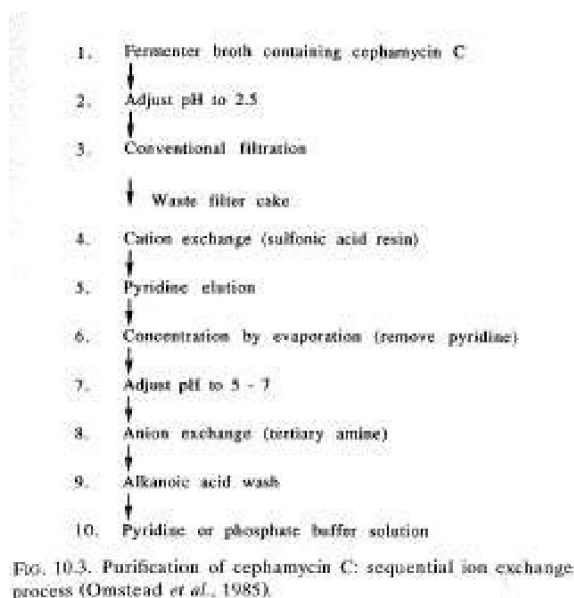 1. Fermenter broth containing cephamycin C
2. Adjust pH to 2.5
3. Conventional filtration
Waste filter cake
4. Cation exchange (sulfonic acid resin)
5. Pyridine elution
6. Concentration by evaporation (remove pyridine)
7. Adjust pH to 5 - 7
8. Anion exchange (tertiary amine)
9. Alkanoic acid wash
10. Pyridine or phosphate buffer solution
FIG. 10.3. Purification of cephamycin C: sequential ion exchange
process (Omstead et al., 1985).